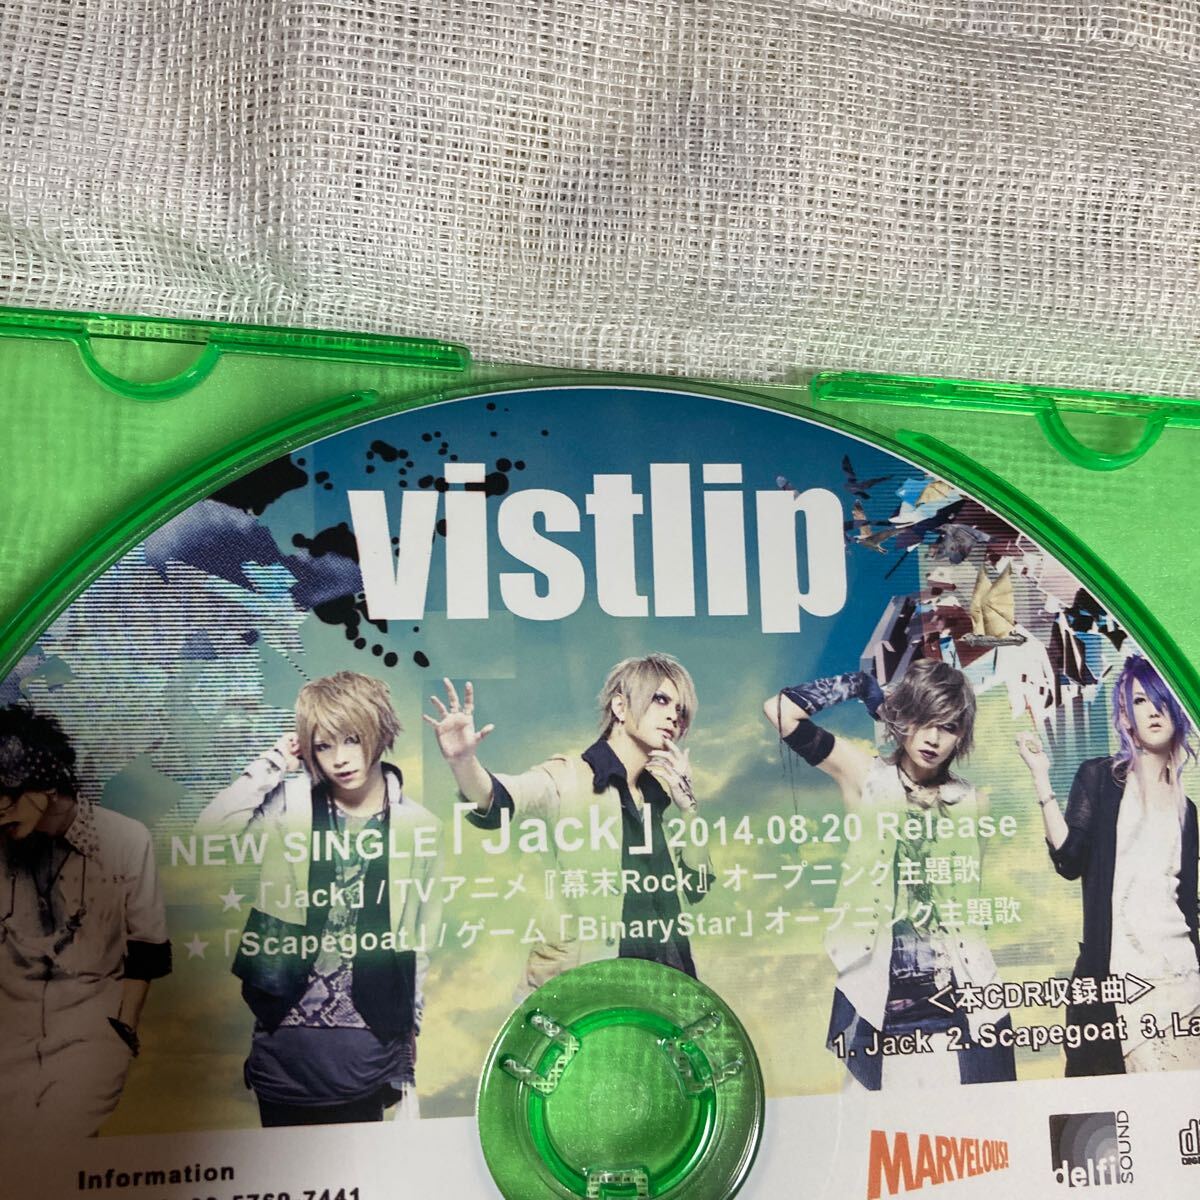 vistlip
NEW SINGLE「Jack」2014.08.20 Release
★「Jack」/TVアニメ『幕末Rock』オープニング主題歌
★「Scapegoat」/ゲーム「BinaryStar」オープニング主題歌
<本CDR収録曲>
1. Jack 2. Scapegoat 3. La
MARVELOUS!
delfi SOUND
Information
5768-7441